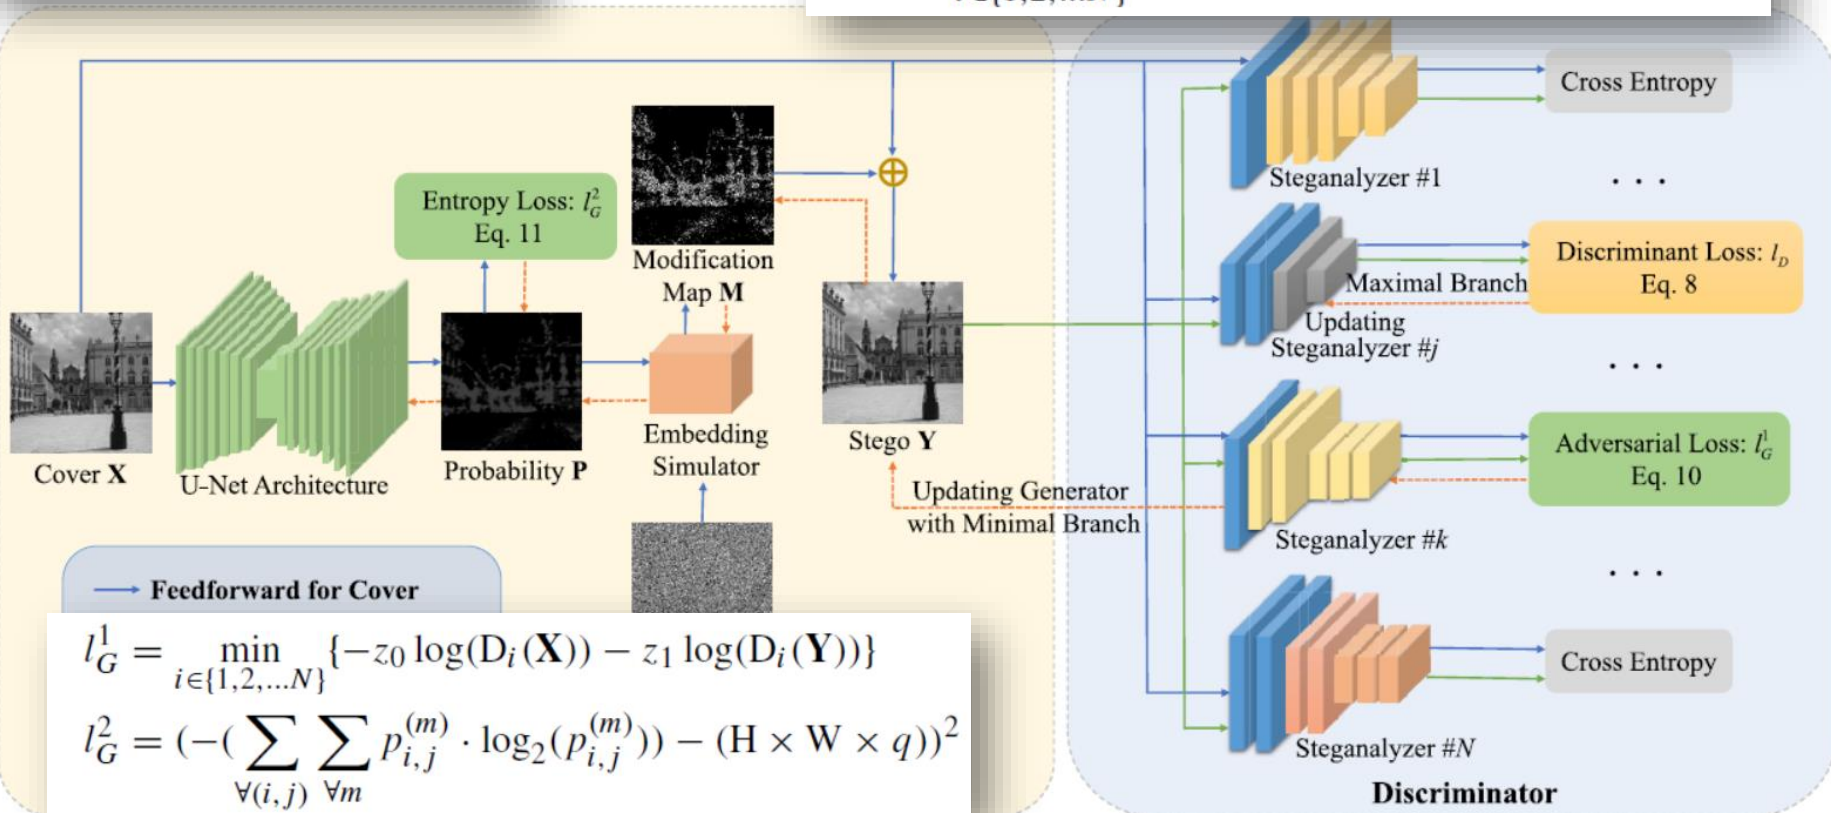 Cross Entropy
Steganalyzer #1
. . .
Entropy Loss: l_G^2
Eq. 11
Modification
Map M
Discriminant Loss: l_D
Eq. 8
Maximal Branch
Updating
Steganalyzer #j
. . .
Cover X
U-Net Architecture
Probability P
Embedding
Simulator
Stego Y
Adversarial Loss: l_G^1
Eq. 10
Updating Generator
with Minimal Branch
Steganalyzer #k
. . .
Feedforward for Cover
l_G^1 = min_{i∈{1,2,...N}} {−z_0 log(D_i(X)) − z_1 log(D_i(Y))}
l_G^2 = (−(∑_{∀(i,j)} ∑_{∀m} p_{i,j}^{(m)} · log_2(p_{i,j}^{(m)})) − (H × W × q))^2
Cross Entropy
Steganalyzer #N
Discriminator